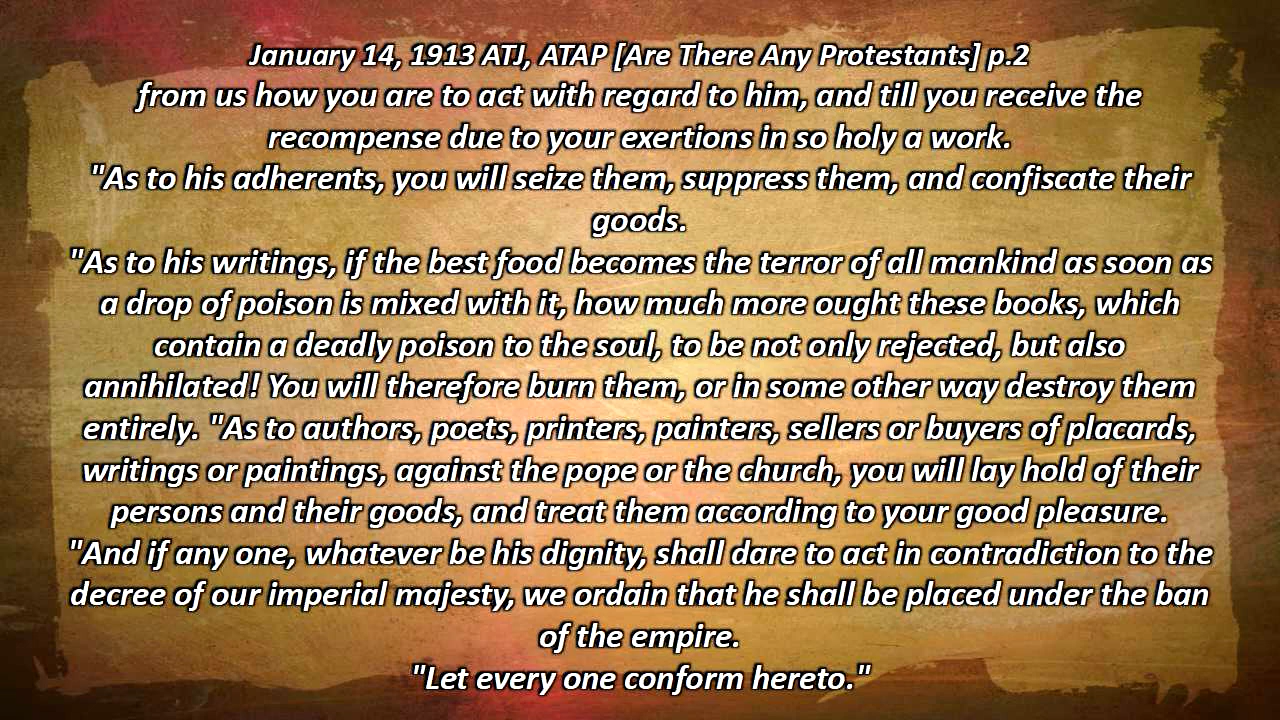 January 14, 1913 ATJ, ATAP [Are There Any Protestants] p.2
from us how you are to act with regard to him, and till you receive the
recompense due to your exertions in so holy a work.
"As to his adherents, you will seize them, suppress them, and confiscate their
goods.
"As to his writings, if the best food becomes the terror of all mankind as soon as
a drop of poison is mixed with it, how much more ought these books, which
contain a deadly poison to the soul, to be not only rejected, but also
annihilated! You will therefore burn them, or in some other way destroy them
entirely. "As to authors, poets, printers, painters, sellers or buyers of placards,
writings or paintings, against the pope or the church, you will lay hold of their
persons and their goods, and treat them according to your good pleasure.
"And if any one, whatever be his dignity, shall dare to act in contradiction to the
decree of our imperial majesty, we ordain that he shall be placed under the ban
of the empire.
"Let every one conform hereto."